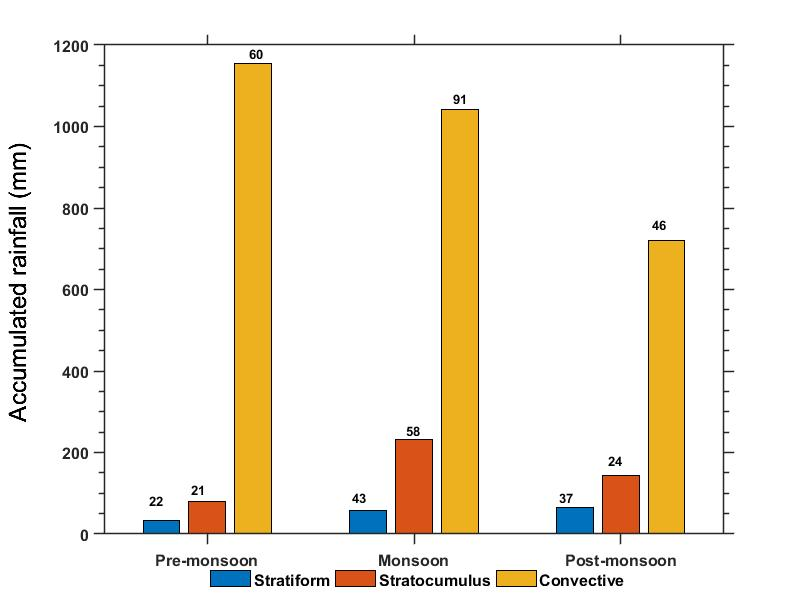 Accumulated rainfall (mm)
1200
1000
800
600
400
200
0
22
21
60
43
58
91
37
24
46
Pre-monsoon
Monsoon
Post-monsoon
Stratiform
Stratocumulus
Convective